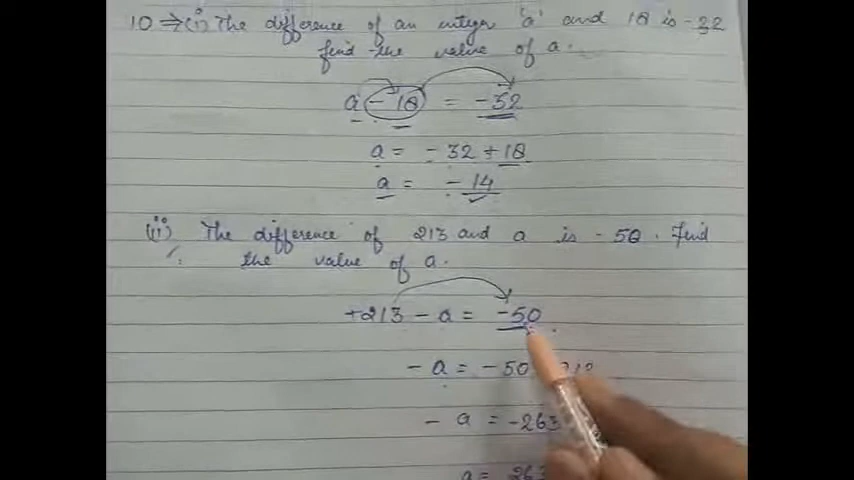 10 ⇒ (i) The difference of an integer 'a' and 18 is -32
find the value of a.
a - 18 = -32
a = - 32 + 18
a = - 14
(ii) The difference of 213 and a is - 50. Find
the value of a.
+213 - a = -50
- a = - 50
- a = -263
a = 263